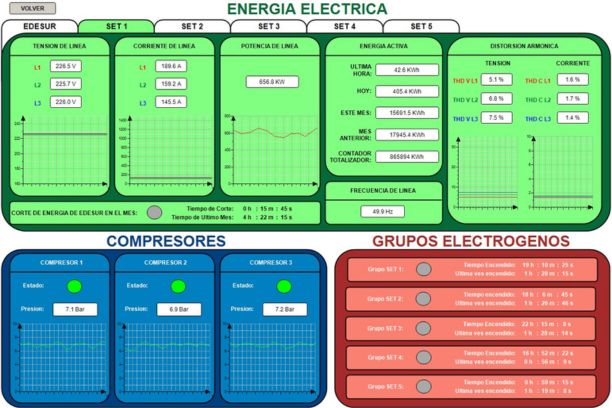 VOLVER
ENERGIA ELECTRICA
EDESUR SET 1 SET 2 SET 3 SET 4 SET 5
TENSION DE LINEA
L1 226.5 V
L2 225.7 V
L3 226.0 V
CORRIENTE DE LINEA
L1 189.6 A
L2 159.2 A
L3 145.5 A
POTENCIA DE LINEA
656.8 KW
ENERGIA ACTIVA
ULTIMA HORA: 42.6 KWh
HOY: 405.4 KWh
ESTE MES: 15691.5 KWh
MES ANTERIOR: 17945.4 KWh
CONTADOR TOTALIZADOR: 865894 KWh
FRECUENCIA DE LINEA
49.9 Hz
DISTORSION ARMONICA
TENSION CORRIENTE
THD V L1 5.1 % THD C L1 1.6 %
THD V L2 6.6 % THD C L2 1.7 %
THD V L3 7.5 % THD C L3 1.4 %
CORTE DE ENERGIA DE EDESUR EN EL MES:
Tiempo de Corte: 0 h : 15 m : 45 s
Tiempo de Ultimo Mes: 4 h : 22 m : 15 s
COMPRESORES
COMPRESOR 1
Estado:
Presion: 7.1 Bar
COMPRESOR 2
Estado:
Presion: 6.9 Bar
COMPRESOR 3
Estado:
Presion: 7.2 Bar
GRUPOS ELECTROGENOS
Grupo SET 1:
Tiempo Encendido: 19 h : 10 m : 25 s
Ultima ves encendido: 1 h : 20 m : 15 s
Grupo SET 2:
Tiempo Encendido: 18 h : 6 m : 45 s
Ultima ves encendido: 1 h : 26 m : 46 s
Grupo SET 3:
Tiempo Encendido: 22 h : 15 m : 8 s
Ultima ves encendido: 1 h : 20 m : 14 s
Grupo SET 4:
Tiempo Encendido: 16 h : 52 m : 22 s
Ultima ves encendido: 0 h : 56 m : 9 s
Grupo SET 5:
Tiempo Encendido: 8 h : 50 m : 15 s
Ultima ves encendido: 1 h : 19 m : 8 s